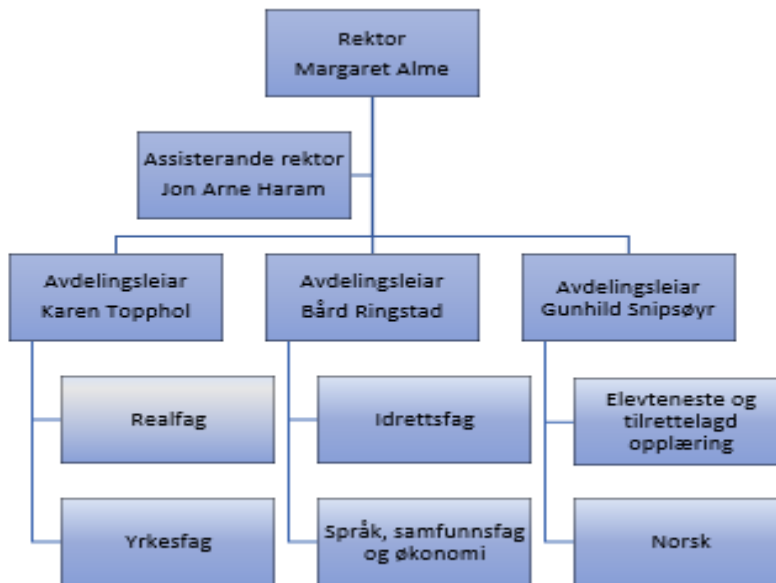 Rektor
Margaret Alme
Assisterande rektor
Jon Arne Haram
Avdelingsleiar
Karen Topphol
Avdelingsleiar
Bård Ringstad
Avdelingsleiar
Gunhild Snipsøyr
Realfag
Idrettsfag
Elevteneste og
tilrettelagd
opplæring
Yrkesfag
Språk, samfunnsfag
og økonomi
Norsk